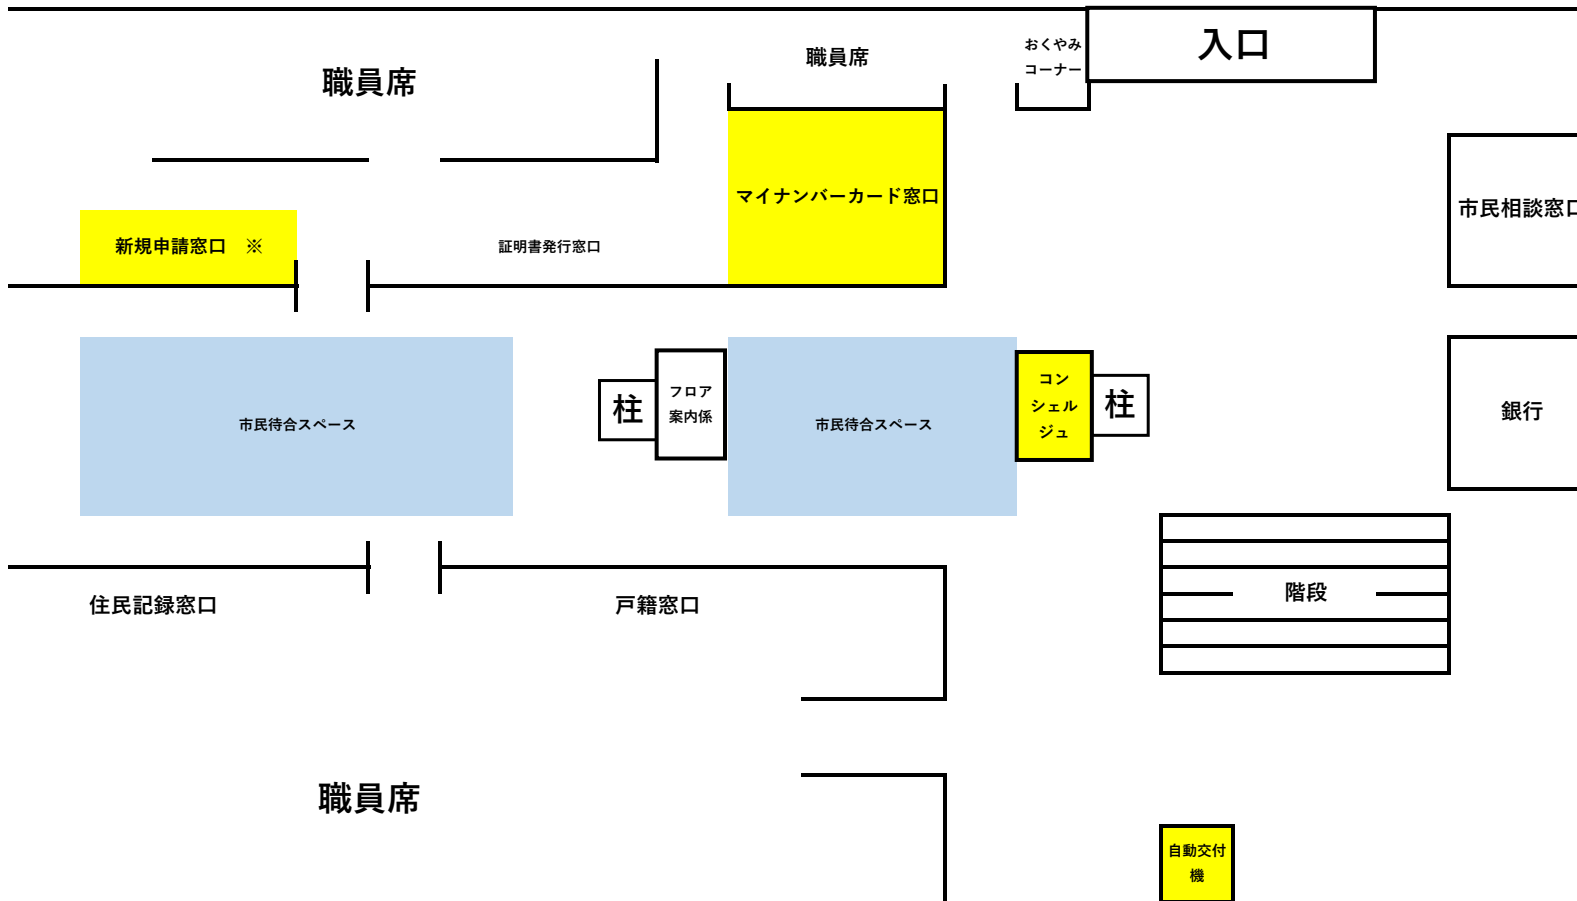 入口
おくやみ
コーナー
職員席
職員席
マイナンバーカード窓口
市民相談窓口
新規申請窓口　※
証明書発行窓口
コン
シェル
ジュ
柱
フロア
案内係
柱
銀行
市民待合スペース
市民待合スペース
階段
住民記録窓口
戸籍窓口
職員席
自動交付
機